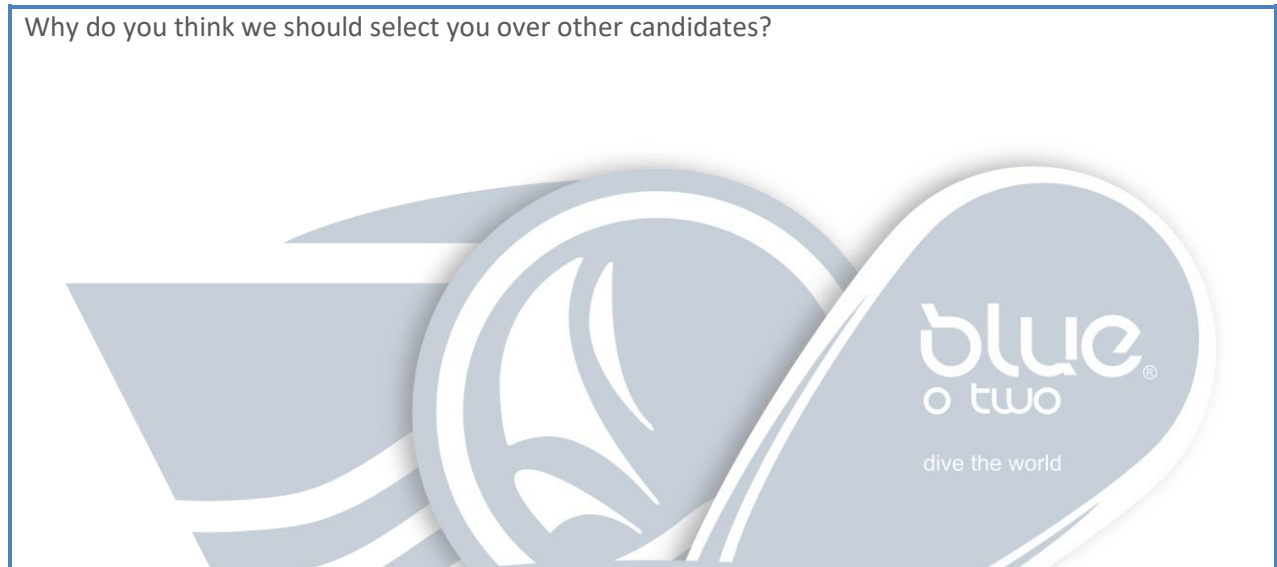 Why do you think we should select you over other candidates?
blue®
o two
dive the world